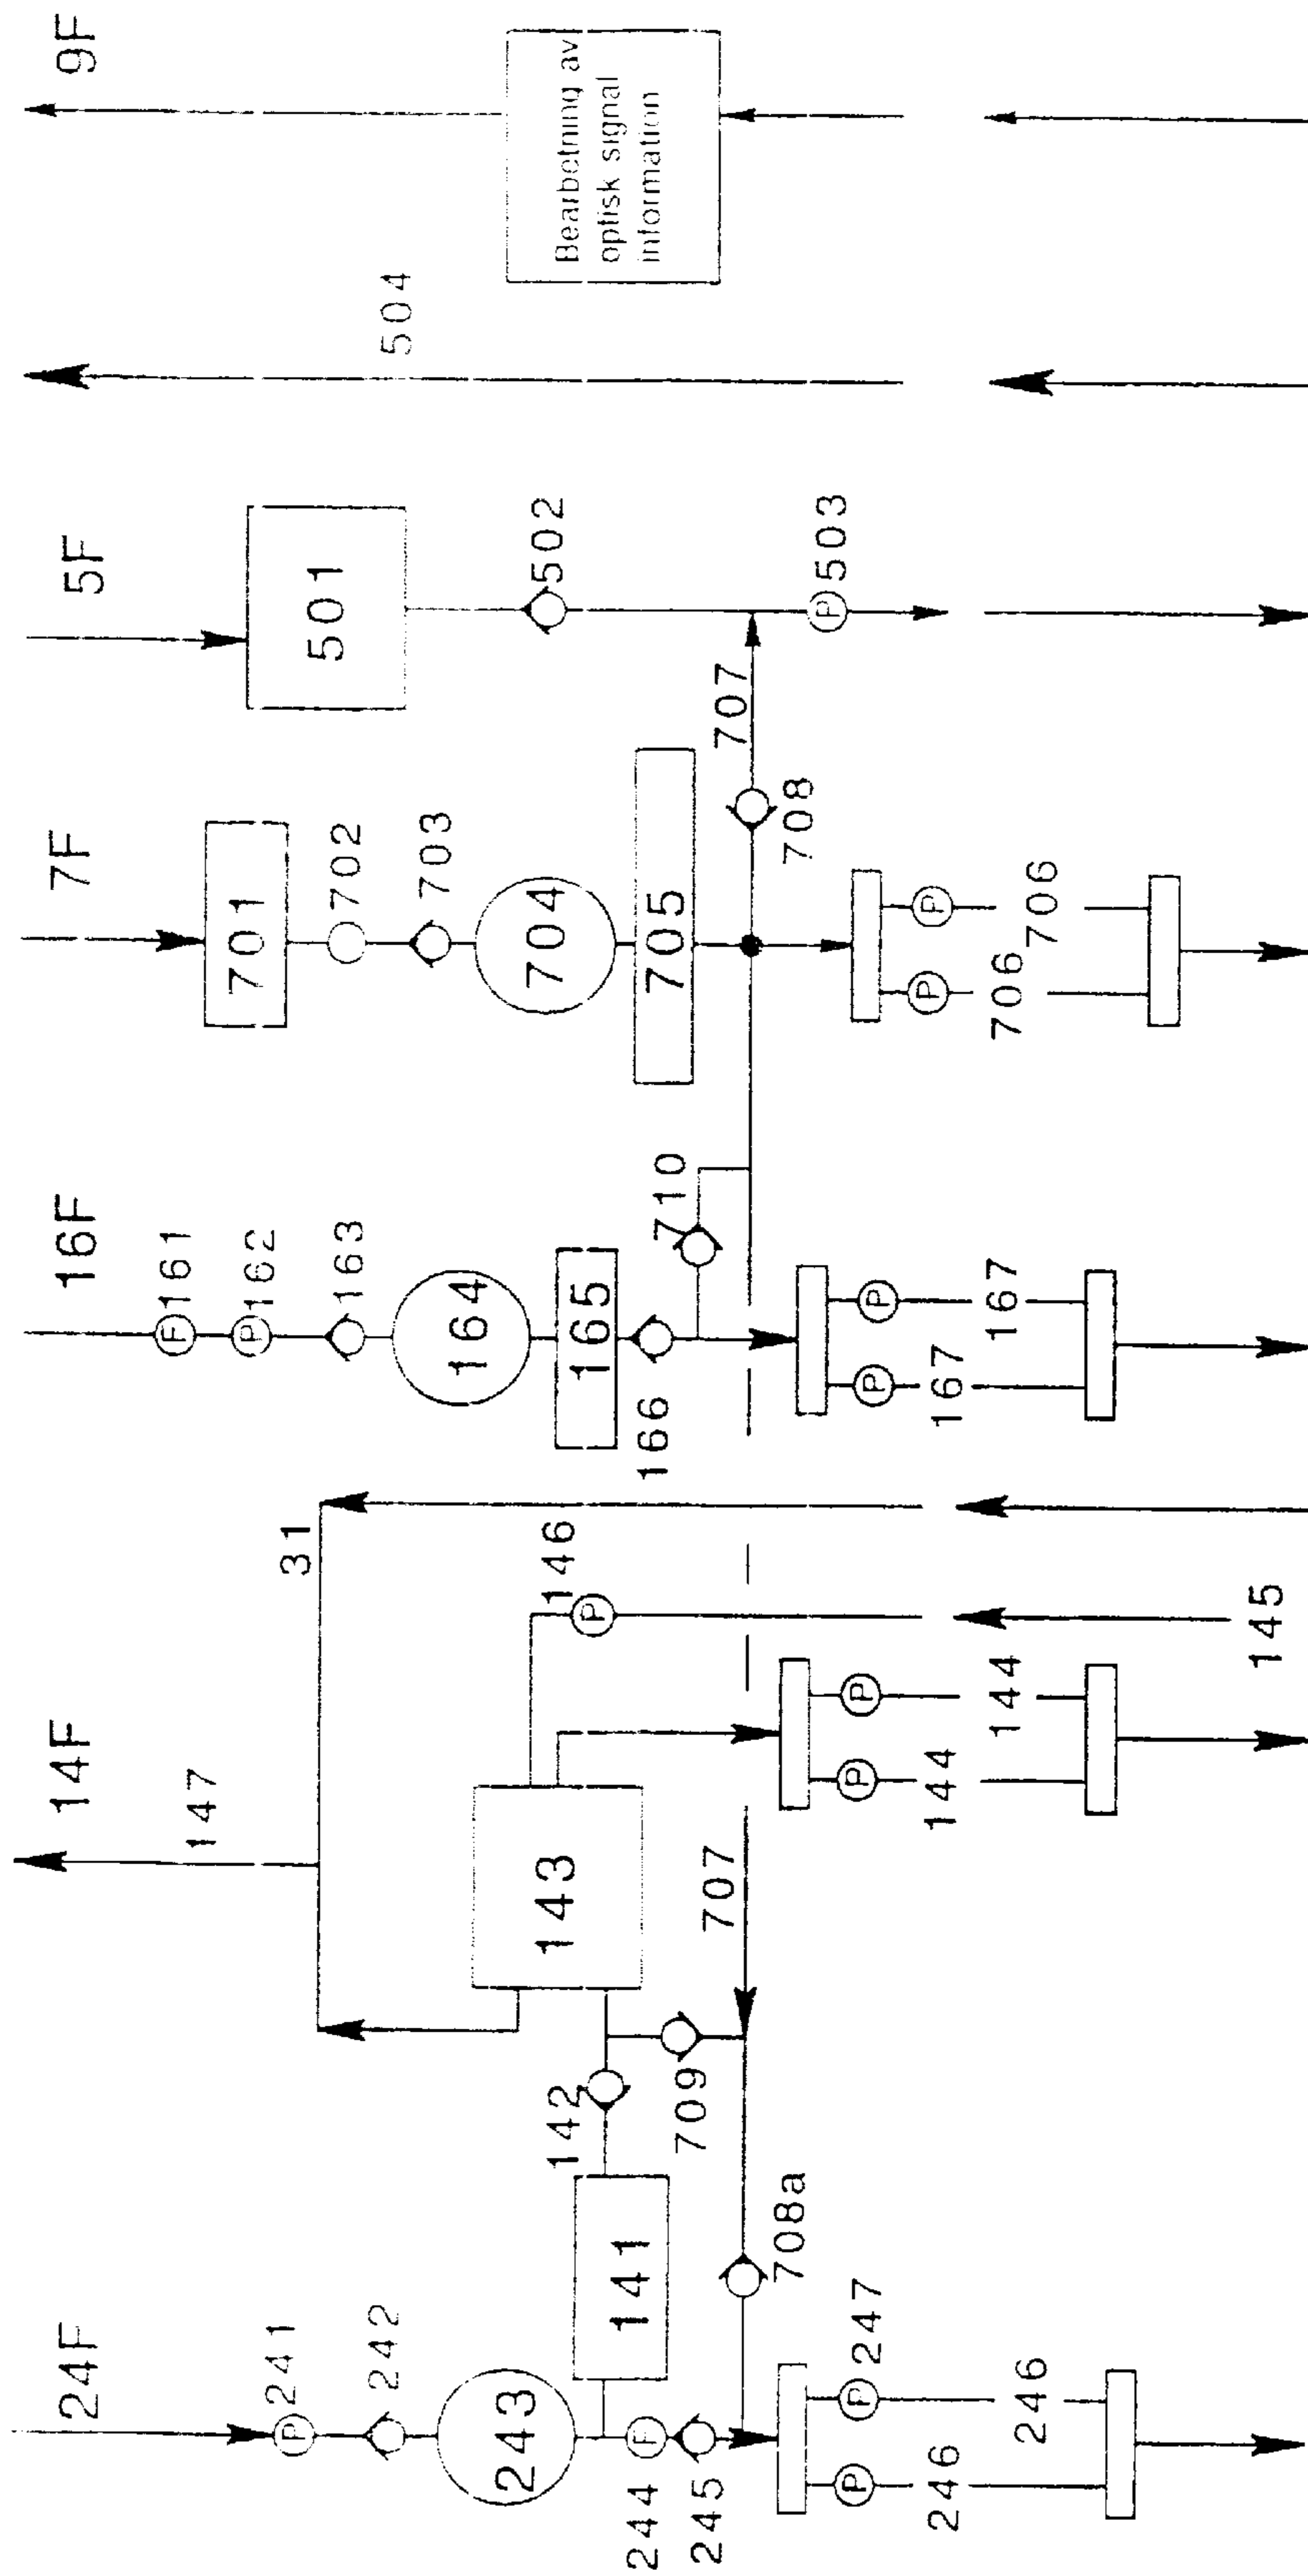 24F
14F
16F
7F
5F
9F
241
242
243
244
245
247
246
246
141
142
143
147
31
146
144
144
145
707
709
708a
161
162
163
164
165
166
710
167
167
701
702
703
704
705
707
708
706
706
501
502
503
504
Bearbetning av
optisk signal
information
P
P
P
P
P
P
P
P
P
P
P
P
F
F